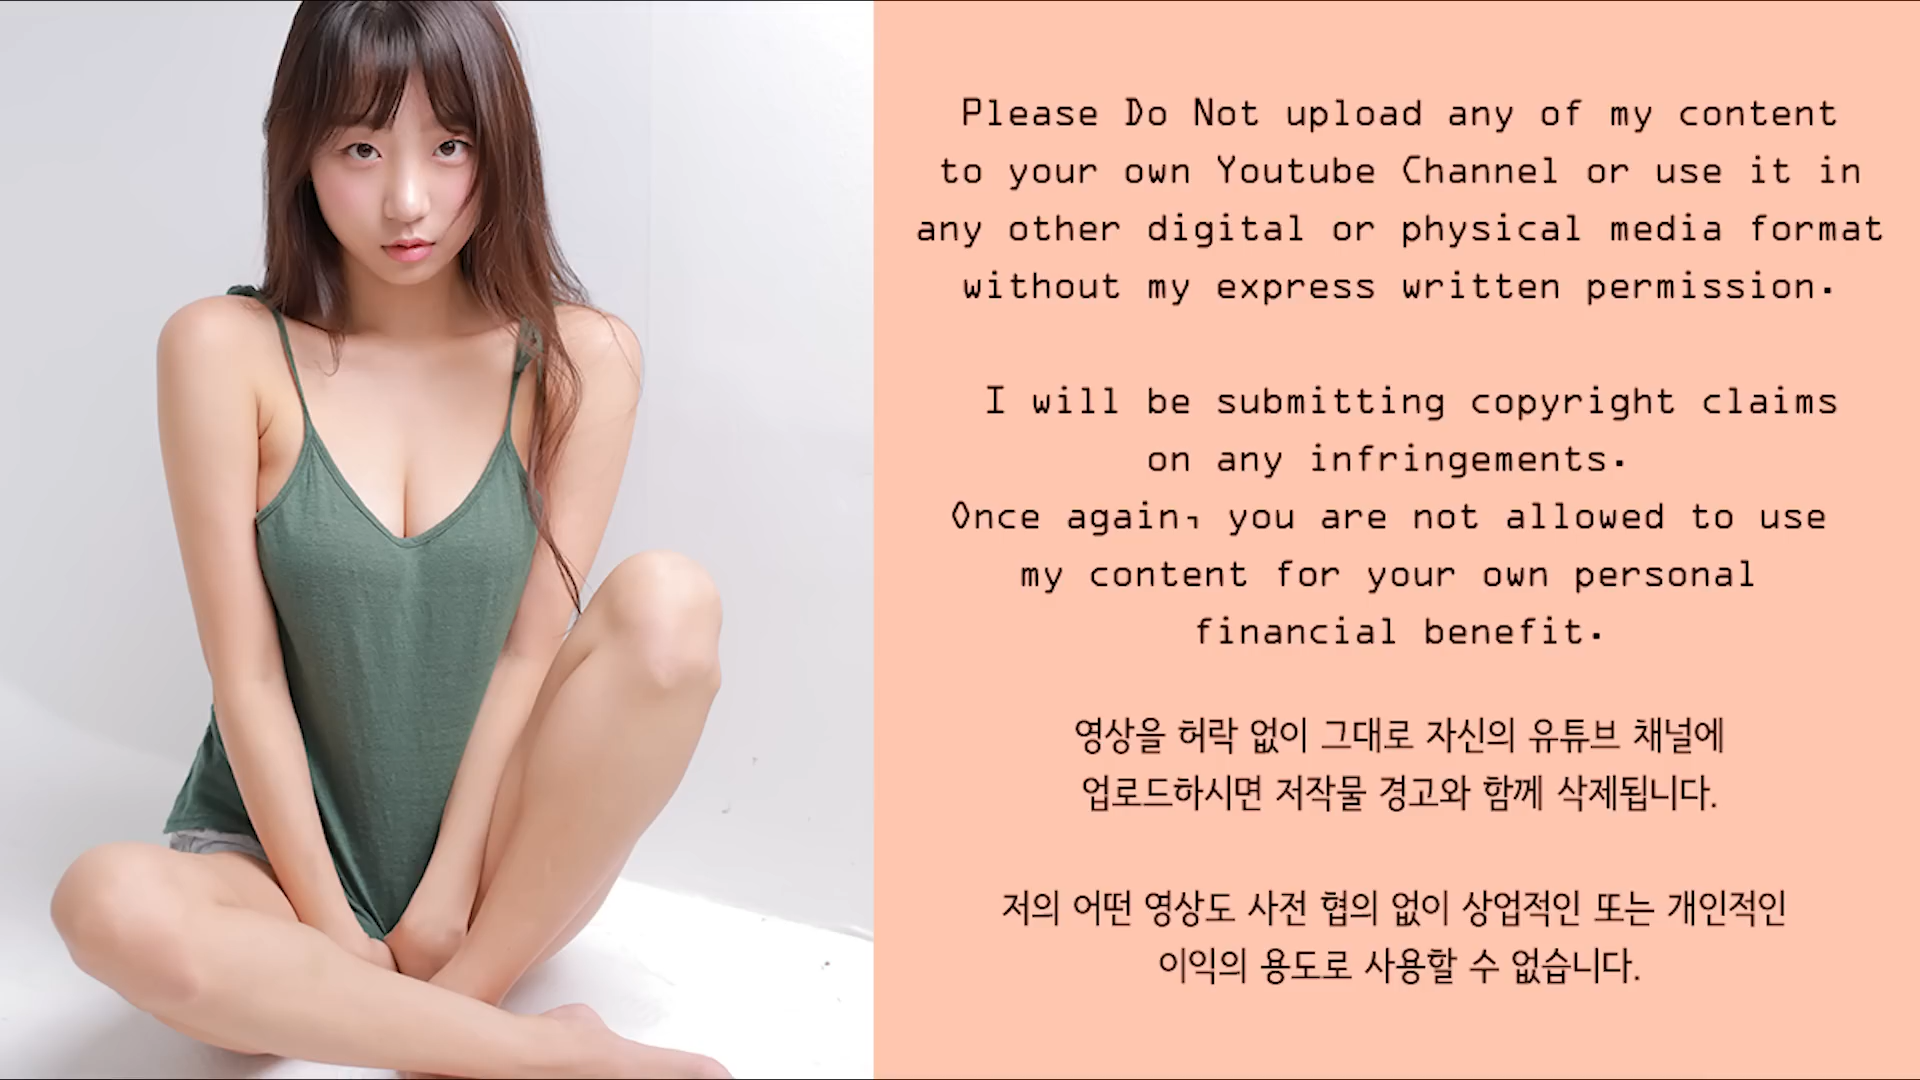 Please Do Not upload any of my content
to your own Youtube Channel or use it in
any other digital or physical media format
without my express written permission.
I will be submitting copyright claims
on any infringements.
Once again, you are not allowed to use
my content for your own personal
financial benefit.
영상을 허락 없이 그대로 자신의 유튜브 채널에
업로드하시면 저작물 경고와 함께 삭제됩니다.
저의 어떤 영상도 사전 협의 없이 상업적인 또는 개인적인
이익의 용도로 사용할 수 없습니다.